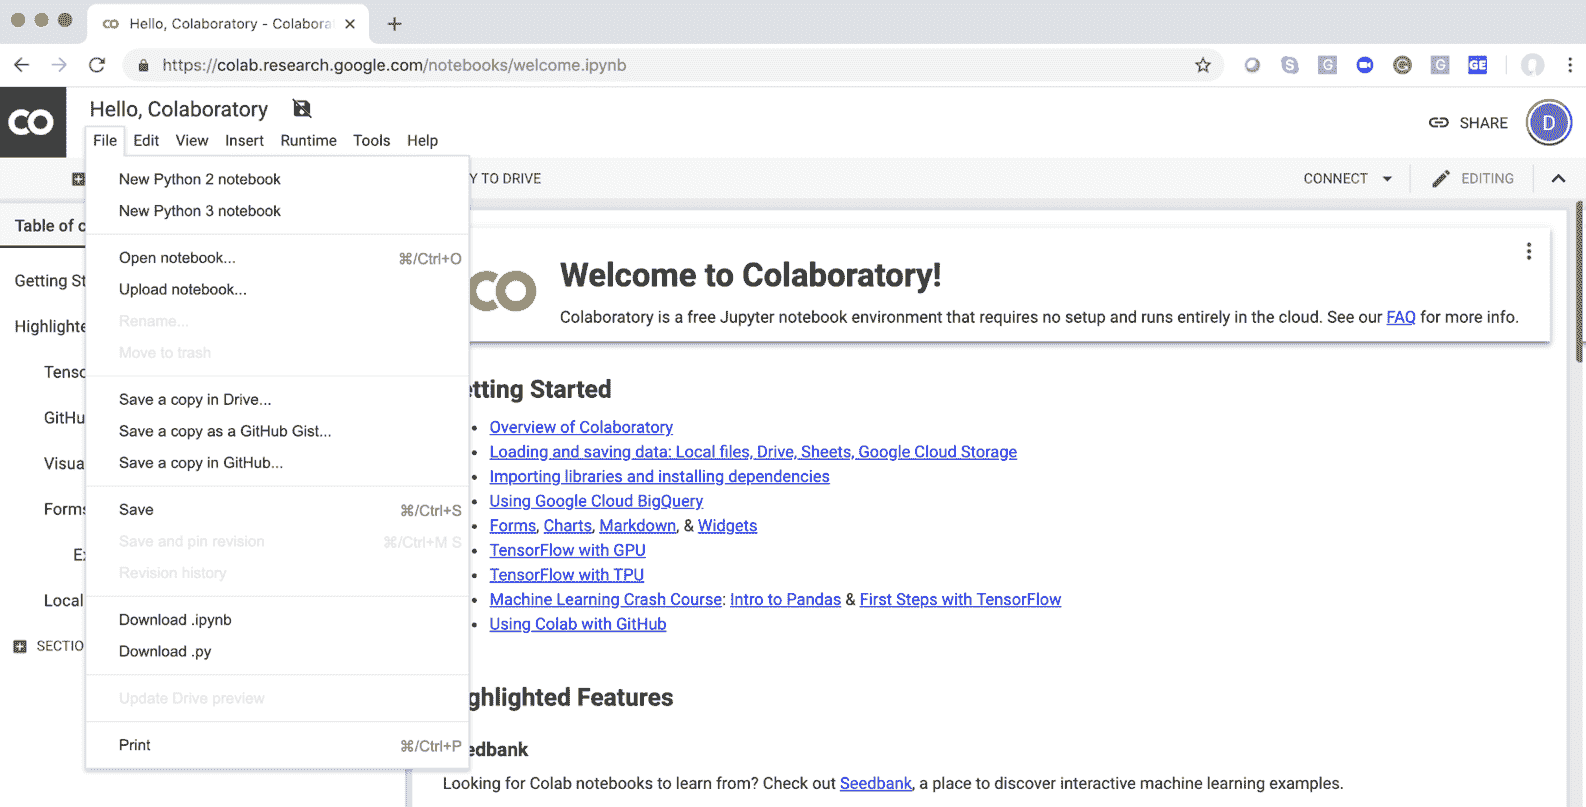 Hello, Colaboratory - Colabora
https://colab.research.google.com/notebooks/welcome.ipynb
G
G
GE
CO
Hello, Colaboratory
SHARE
D
File Edit View Insert Runtime Tools Help
Y TO DRIVE
CONNECT
EDITING
New Python 2 notebook
New Python 3 notebook
Open notebook... ⌘/Ctrl+O
Upload notebook...
Rename...
Move to trash
Save a copy in Drive...
Save a copy as a GitHub Gist...
Save a copy in GitHub...
Save ⌘/Ctrl+S
Save and pin revision ⌘/Ctrl+M S
Revision history
Download .ipynb
Download .py
Update Drive preview
Print ⌘/Ctrl+P
Table of c
Getting St
Highlighte
Tenso
GitHu
Visua
Forms
Ex
Local
SECTIO
CO
Welcome to Colaboratory!
Colaboratory is a free Jupyter notebook environment that requires no setup and runs entirely in the cloud. See our FAQ for more info.
etting Started
Overview of Colaboratory
Loading and saving data: Local files, Drive, Sheets, Google Cloud Storage
Importing libraries and installing dependencies
Using Google Cloud BigQuery
Forms, Charts, Markdown, & Widgets
TensorFlow with GPU
TensorFlow with TPU
Machine Learning Crash Course: Intro to Pandas & First Steps with TensorFlow
Using Colab with GitHub
ghlighted Features
edbank
Looking for Colab notebooks to learn from? Check out Seedbank, a place to discover interactive machine learning examples.